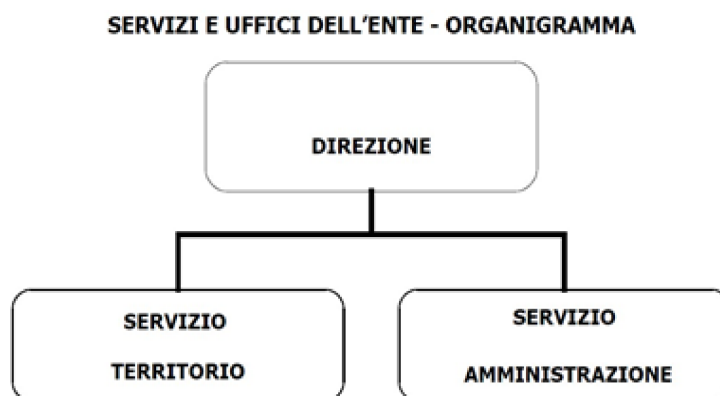 SERVIZI E UFFICI DELL'ENTE - ORGANIGRAMMA
DIREZIONE
SERVIZIO
TERRITORIO
SERVIZIO
AMMINISTRAZIONE